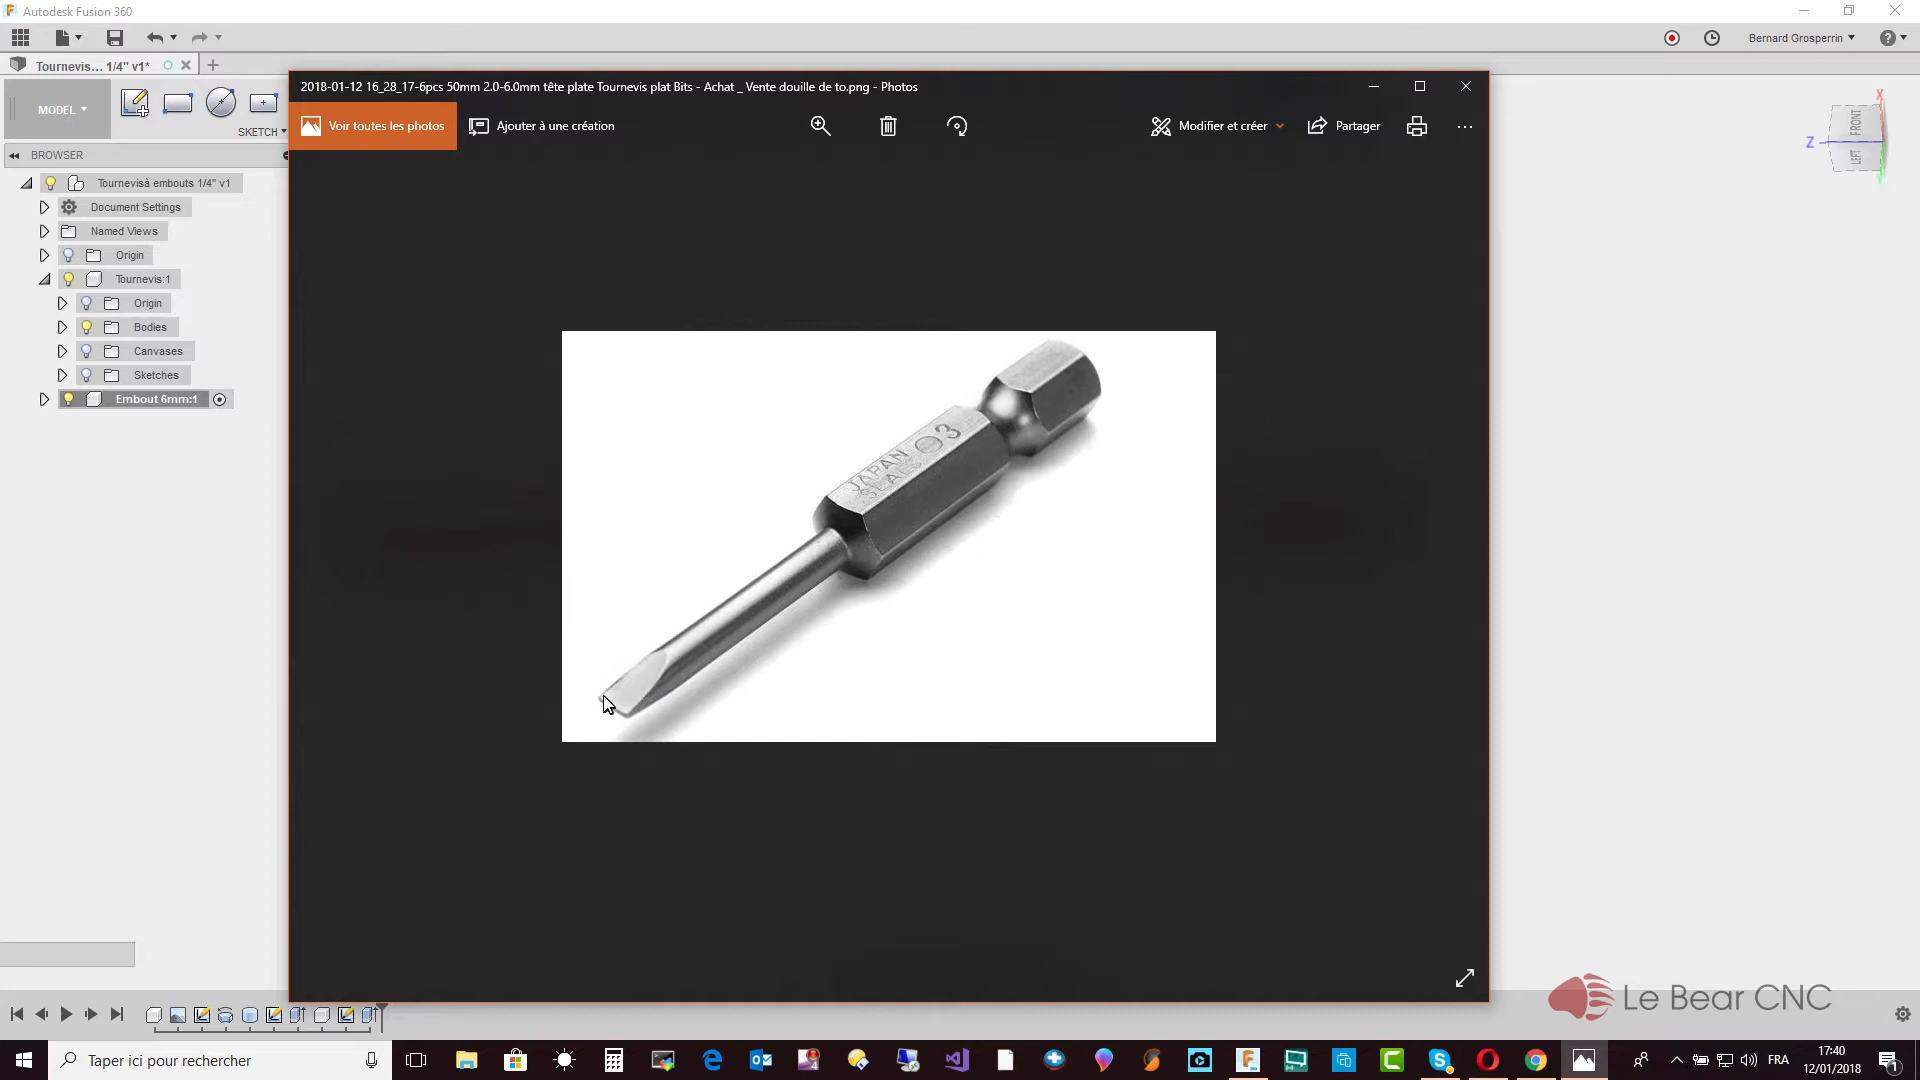 Autodesk Fusion 360
Bernard Grosperrin
Tournevis... 1/4" v1*
MODEL
SKETCH
BROWSER
Tournevisà embouts 1/4" v1
Document Settings
Named Views
Origin
Tournevis:1
Origin
Bodies
Canvases
Sketches
Embout 6mm:1
2018-01-12 16_28_17-6pcs 50mm 2.0-6.0mm tête plate Tournevis plat Bits - Achat _ Vente douille de to.png - Photos
Voir toutes les photos
Ajouter à une création
Modifier et créer
Partager
JAPAN
3
X
Z
FRONT
LEFT
Le Bear CNC
Taper ici pour rechercher
FRA
17:40
12/01/2018
1